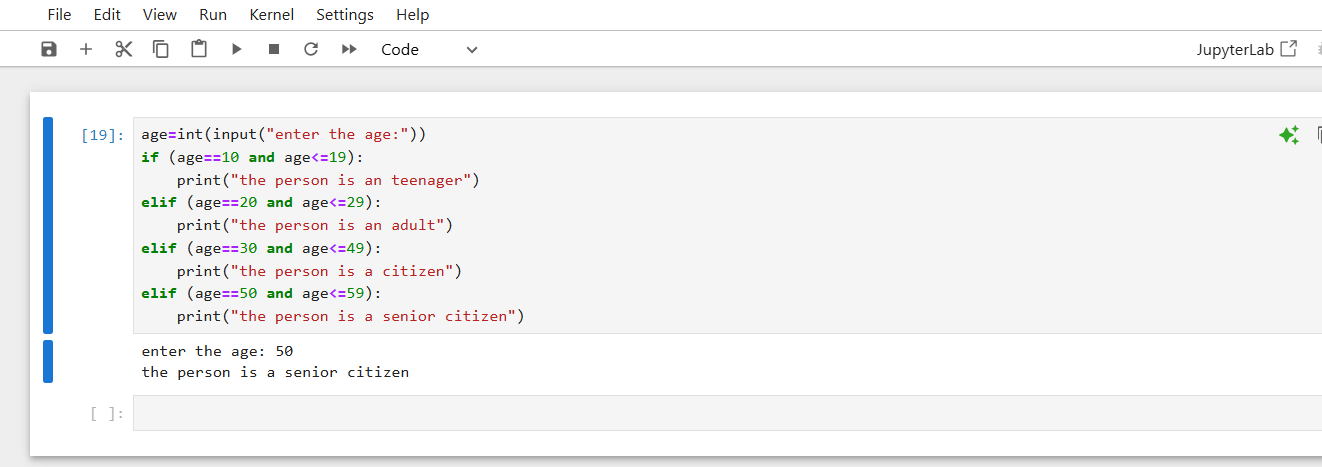 File Edit View Run Kernel Settings Help
Code JupyterLab
[19]: age=int(input("enter the age:"))
if (age==10 and age<=19):
    print("the person is an teenager")
elif (age==20 and age<=29):
    print("the person is an adult")
elif (age==30 and age<=49):
    print("the person is a citizen")
elif (age==50 and age<=59):
    print("the person is a senior citizen")
enter the age: 50
the person is a senior citizen
[ ]: